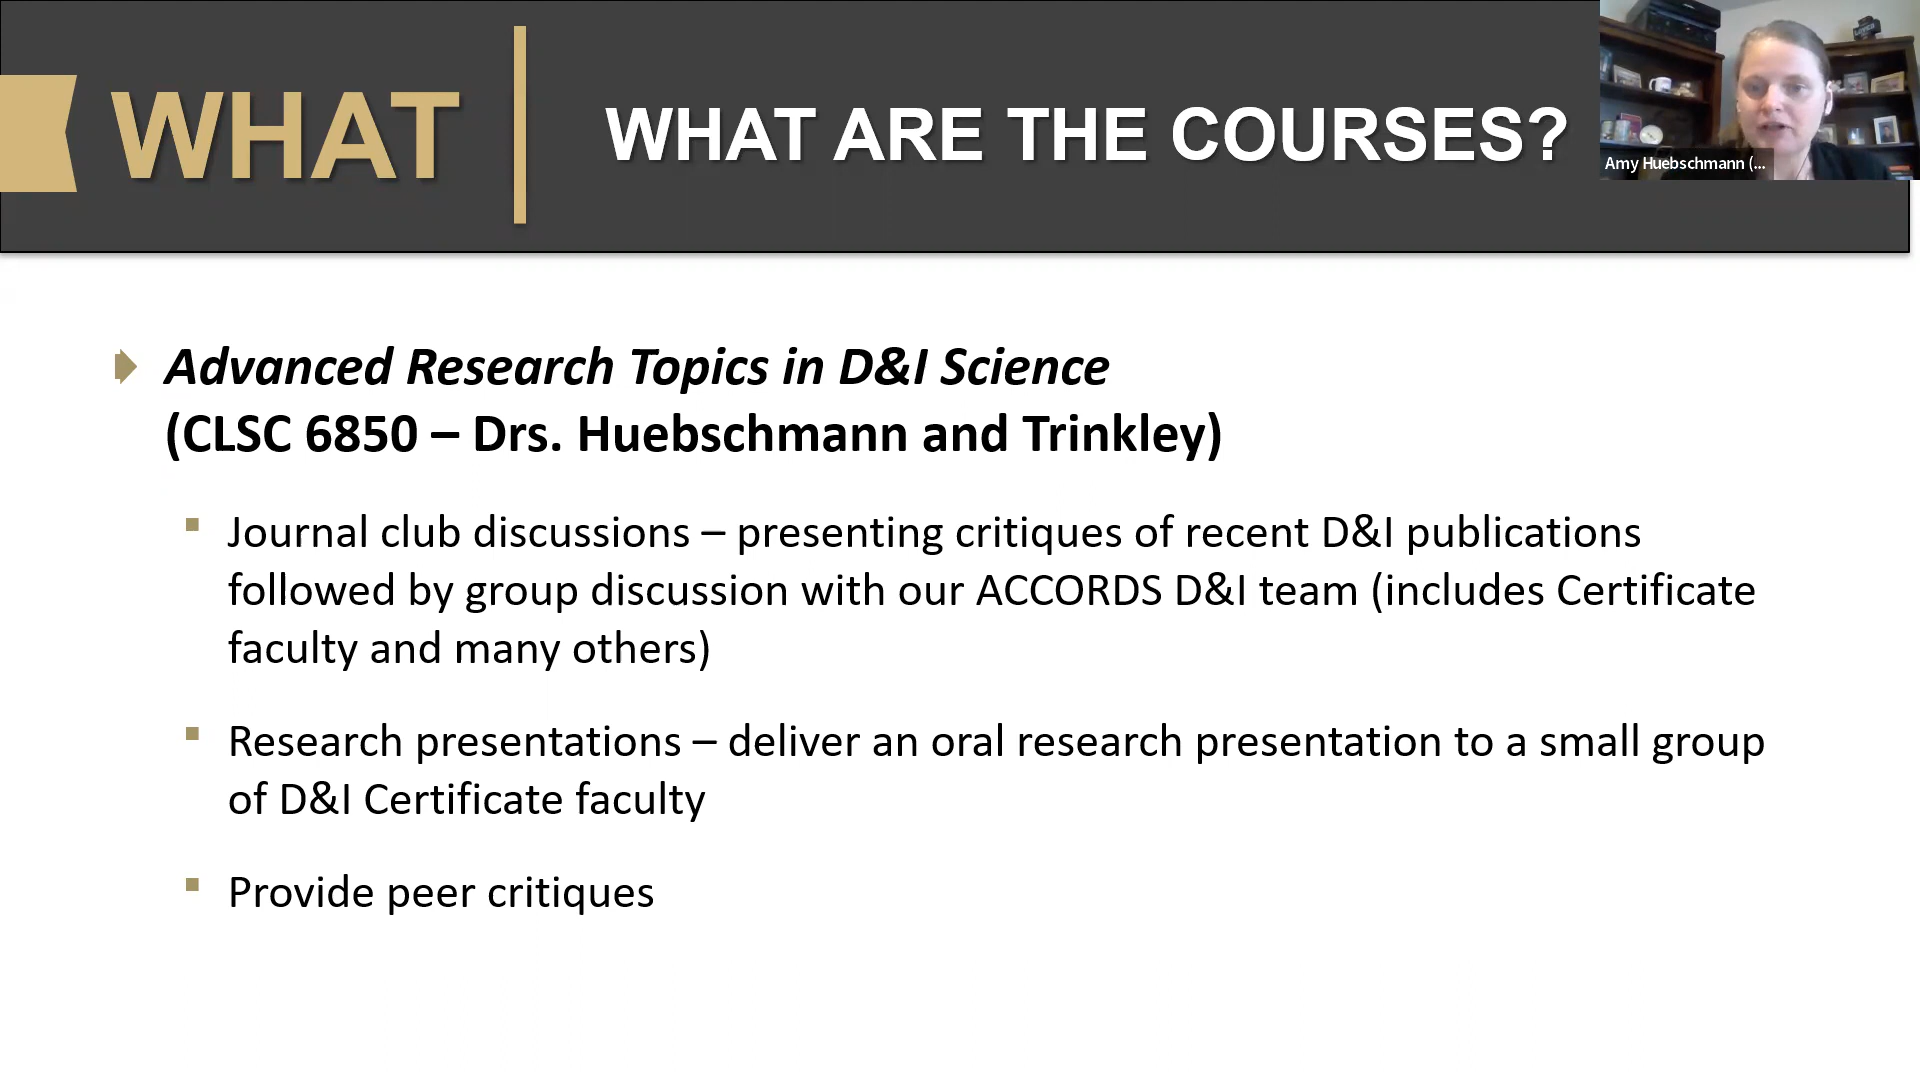 WHAT
WHAT ARE THE COURSES?
Amy Huebschmann (...
Advanced Research Topics in D&I Science
(CLSC 6850 – Drs. Huebschmann and Trinkley)
Journal club discussions – presenting critiques of recent D&I publications
followed by group discussion with our ACCORDS D&I team (includes Certificate
faculty and many others)
Research presentations – deliver an oral research presentation to a small group
of D&I Certificate faculty
Provide peer critiques